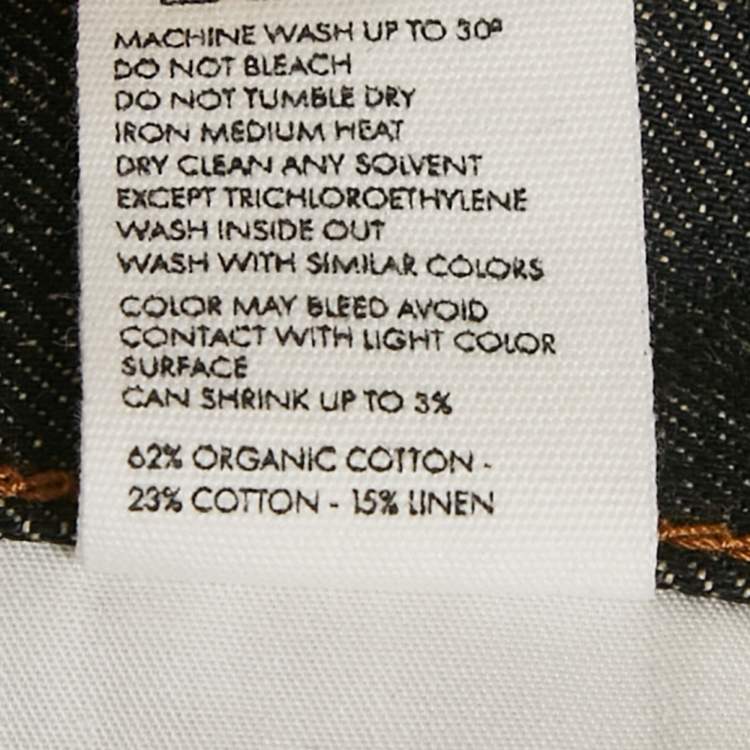 MACHINE WASH UP TO 30º
DO NOT BLEACH
DO NOT TUMBLE DRY
IRON MEDIUM HEAT
DRY CLEAN ANY SOLVENT
EXCEPT TRICHLOROETHYLENE
WASH INSIDE OUT
WASH WITH SIMILAR COLORS
COLOR MAY BLEED AVOID
CONTACT WITH LIGHT COLOR
SURFACE
CAN SHRINK UP TO 3%
62% ORGANIC COTTON -
23% COTTON - 15% LINEN